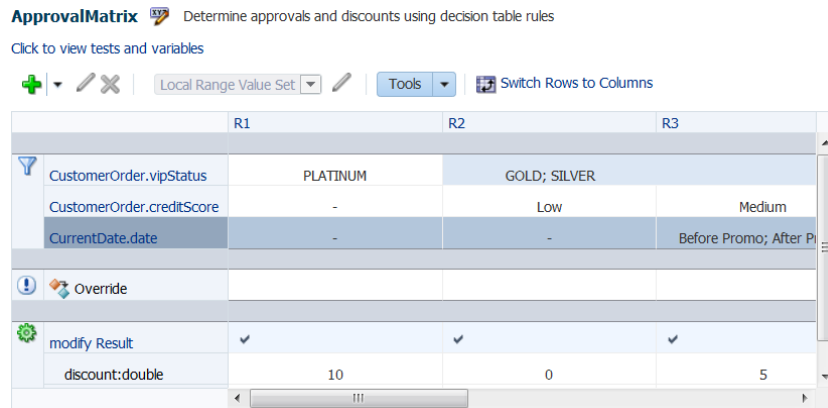 ApprovalMatrix Determine approvals and discounts using decision table rules
Click to view tests and variables
Local Range Value Set Tools Switch Rows to Columns
R1 R2 R3
CustomerOrder.vipStatus PLATINUM GOLD; SILVER
CustomerOrder.creditScore - Low Medium
CurrentDate.date - - Before Promo; After
Override
modify Result
discount:double 10 0 5